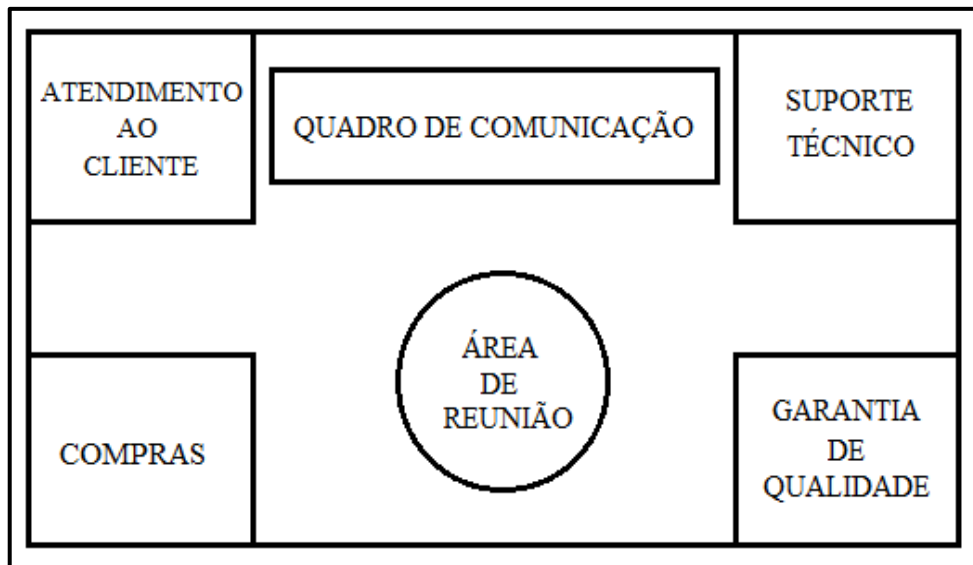 ATENDIMENTO
AO
CLIENTE
QUADRO DE COMUNICAÇÃO
SUPORTE
TÉCNICO
COMPRAS
ÁREA
DE
REUNIÃO
GARANTIA
DE
QUALIDADE